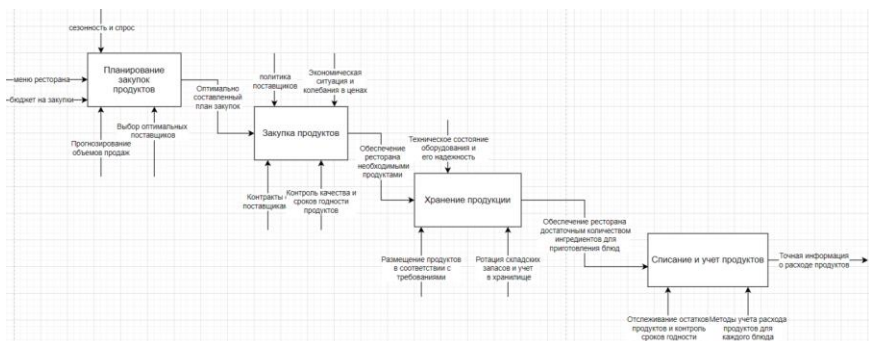 сезонность и спрос
Планирование
закупок
продуктов
меню ресторана
бюджет на закупки
Прогнозирование
объемов продаж
Выбор оптимальных
поставщиков
Оптимально
составленный
план закупок
политика
поставщиков
Экономическая
ситуация и
колебания в ценах
Закупка продуктов
Контракты с
поставщикам
Контроль качества и
сроков годности
продуктов
Обеспечение
ресторана
необходимыми
продуктами
Техническое состояние
оборудования и
его надежность
Хранение продукции
Размещение продуктов
в соответствии с
требованиями
Ротация складских
запасов и учет
в хранилище
Обеспечение ресторана
достаточным количеством
ингредиентов для
приготовления блюд
Списание и учет продуктов
Точная информация
о расходе продуктов
Отслеживание остатков
продуктов и контроль
сроков годности
Методы учета расхода
продуктов для
каждого блюда